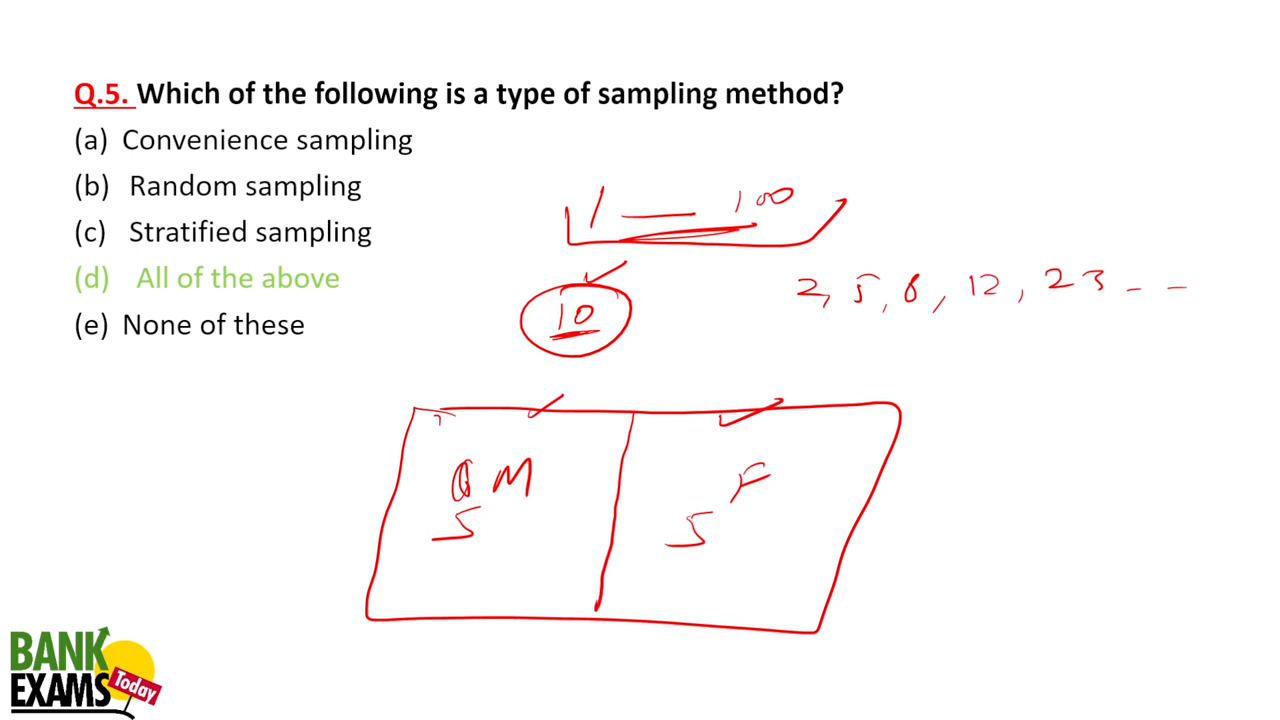 Q.5. Which of the following is a type of sampling method?
(a) Convenience sampling
(b) Random sampling
(c) Stratified sampling
(d) All of the above
(e) None of these
1 — 100
10
2, 5, 8, 12, 23 - -
M F
5 5
BANK
EXAMS Today